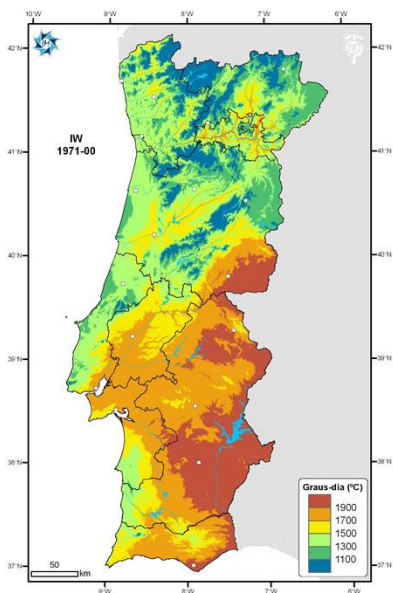 10°W 9°W 8°W 7°W 6°W
42°N 42°N
IW
1971-00
41°N 41°N
40°N 40°N
39°N 39°N
38°N 38°N
Graus-dia (ºC)
1900
1700
1500
1300
1100
37°N 37°N
50
km
9°W 8°W 7°W 6°W